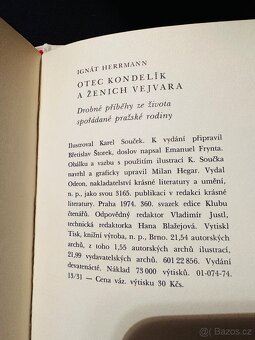 IGNÁT HERRMANN
OTEC KONDELÍK
A ŽENICH VEJVARA
Drobné příběhy ze života
spořádané pražské rodiny
Ilustroval Karel Souček. K vydání připravil
Břetislav Štorek, doslov napsal Emanuel Frynta.
Obálku a vazbu s použitím ilustrací K. Součka
navrhl a graficky upravil Milan Hegar. Vydal
Odeon, nakladatelství krásné literatury a umění,
n. p., jako svou 3165. publikaci v redakci krásné
literatury. Praha 1974. 360. svazek edice Klubu
čtenářů. Odpovědný redaktor Vladimír Justl,
technická redaktorka Hana Blažejová. Vytiskl
Tisk, knižní výroba, n. p., Brno. 21,54 autorských
archů, z toho 1,55 autorských archů ilustrací,
21,99 vydavatelských archů. 601 22 856. Vydání
devatenácté. Náklad 73 000 výtisků. 01-074-74.
13/31 — Cena váz. výtisku 30 Kčs.
Bazos.cz